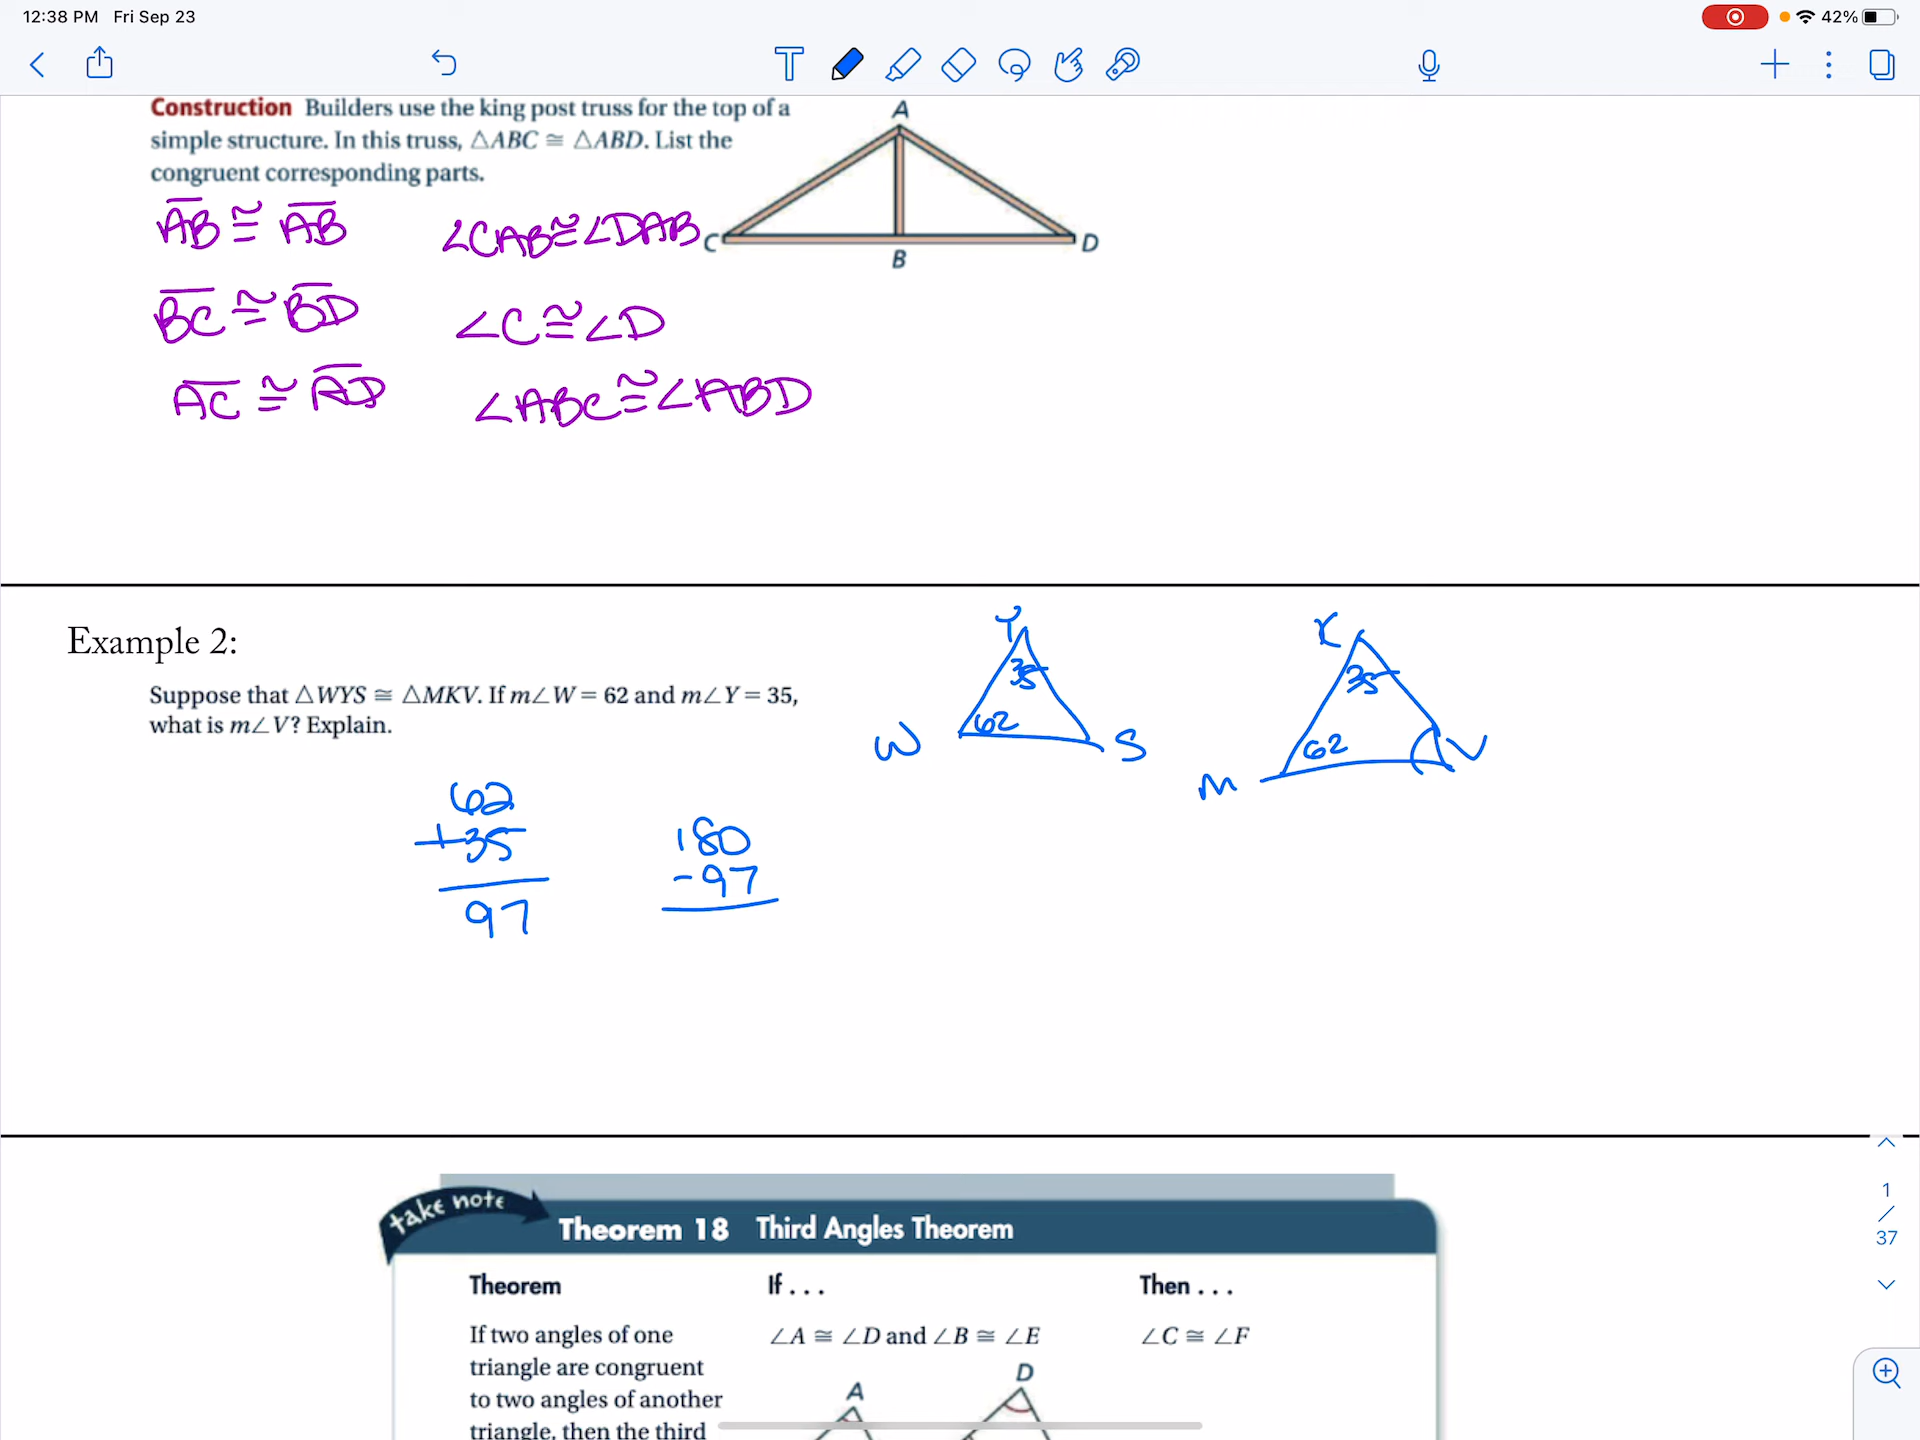 12:38 PM Fri Sep 23
42%
Construction Builders use the king post truss for the top of a
simple structure. In this truss, △ABC ≅ △ABD. List the
congruent corresponding parts.
A
C
B
D
AB ≅ AB ∠CAB ≅ ∠DAB
BC ≅ BD ∠C ≅ ∠D
AC ≅ AD ∠ABC ≅ ∠ABD
Example 2:
Suppose that △WYS ≅ △MKV. If m∠W = 62 and m∠Y = 35,
what is m∠V? Explain.
Y
35
62
W
S
K
35
62
M
V
62
+35
97
180
-97
take note
Theorem 18 Third Angles Theorem
Theorem If . . . Then . . .
If two angles of one ∠A ≅ ∠D and ∠B ≅ ∠E ∠C ≅ ∠F
triangle are congruent
to two angles of another
triangle, then the third
A
D
1
/
37